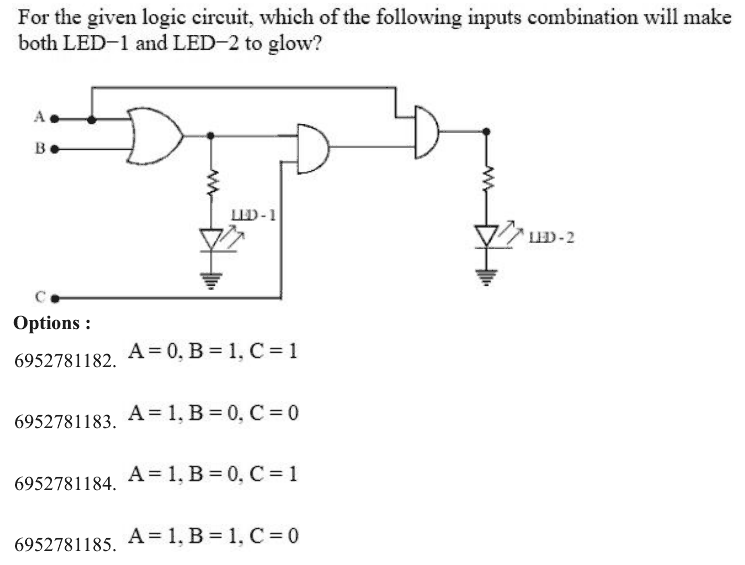 For the given logic circuit, which of the following inputs combination will make
both LED−1 and LED−2 to glow?
A
B
LED-1
LED-2
C
Options :
6952781182. A = 0, B = 1, C = 1
6952781183. A = 1, B = 0, C = 0
6952781184. A = 1, B = 0, C = 1
6952781185. A = 1, B = 1, C = 0